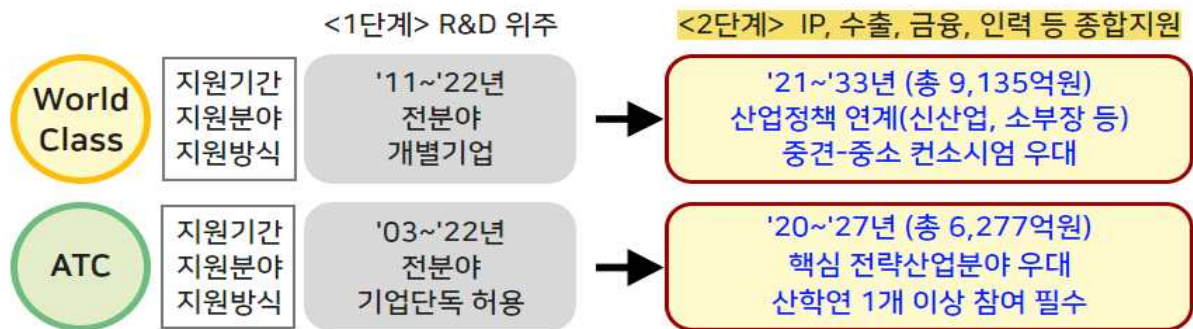 <1단계> R&D 위주
<2단계> IP, 수출, 금융, 인력 등 종합지원
World
Class
지원기간
지원분야
지원방식
'11~'22년
전분야
개별기업
'21~'33년 (총 9,135억원)
산업정책 연계(신산업, 소부장 등)
중견-중소 컨소시엄 우대
ATC
지원기간
지원분야
지원방식
'03~'22년
전분야
기업단독 허용
'20~'27년 (총 6,277억원)
핵심 전략산업분야 우대
산학연 1개 이상 참여 필수